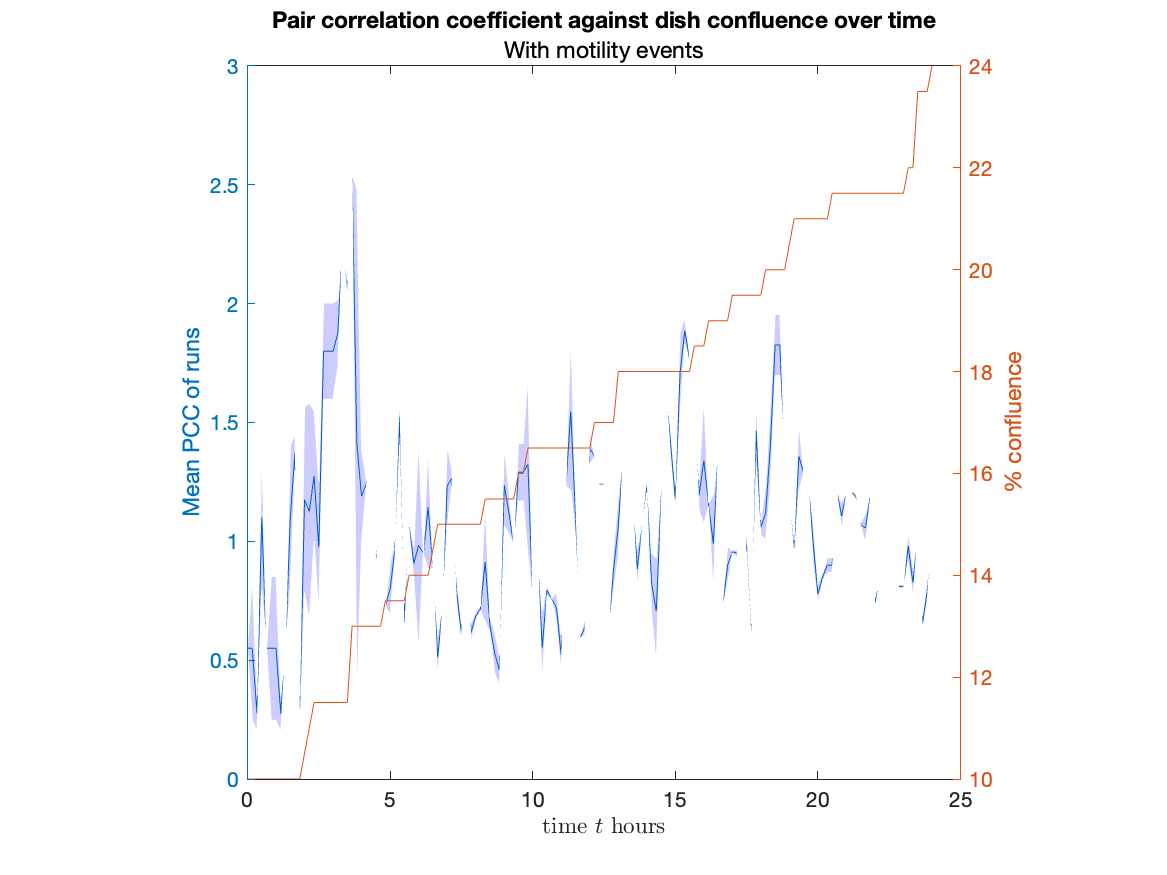 Pair correlation coefficient against dish confluence over time
With motility events
3
2.5
2
1.5
1
0.5
0
Mean PCC of runs
24
22
20
18
16
14
12
10
% confluence
0 5 10 15 20 25
time t hours